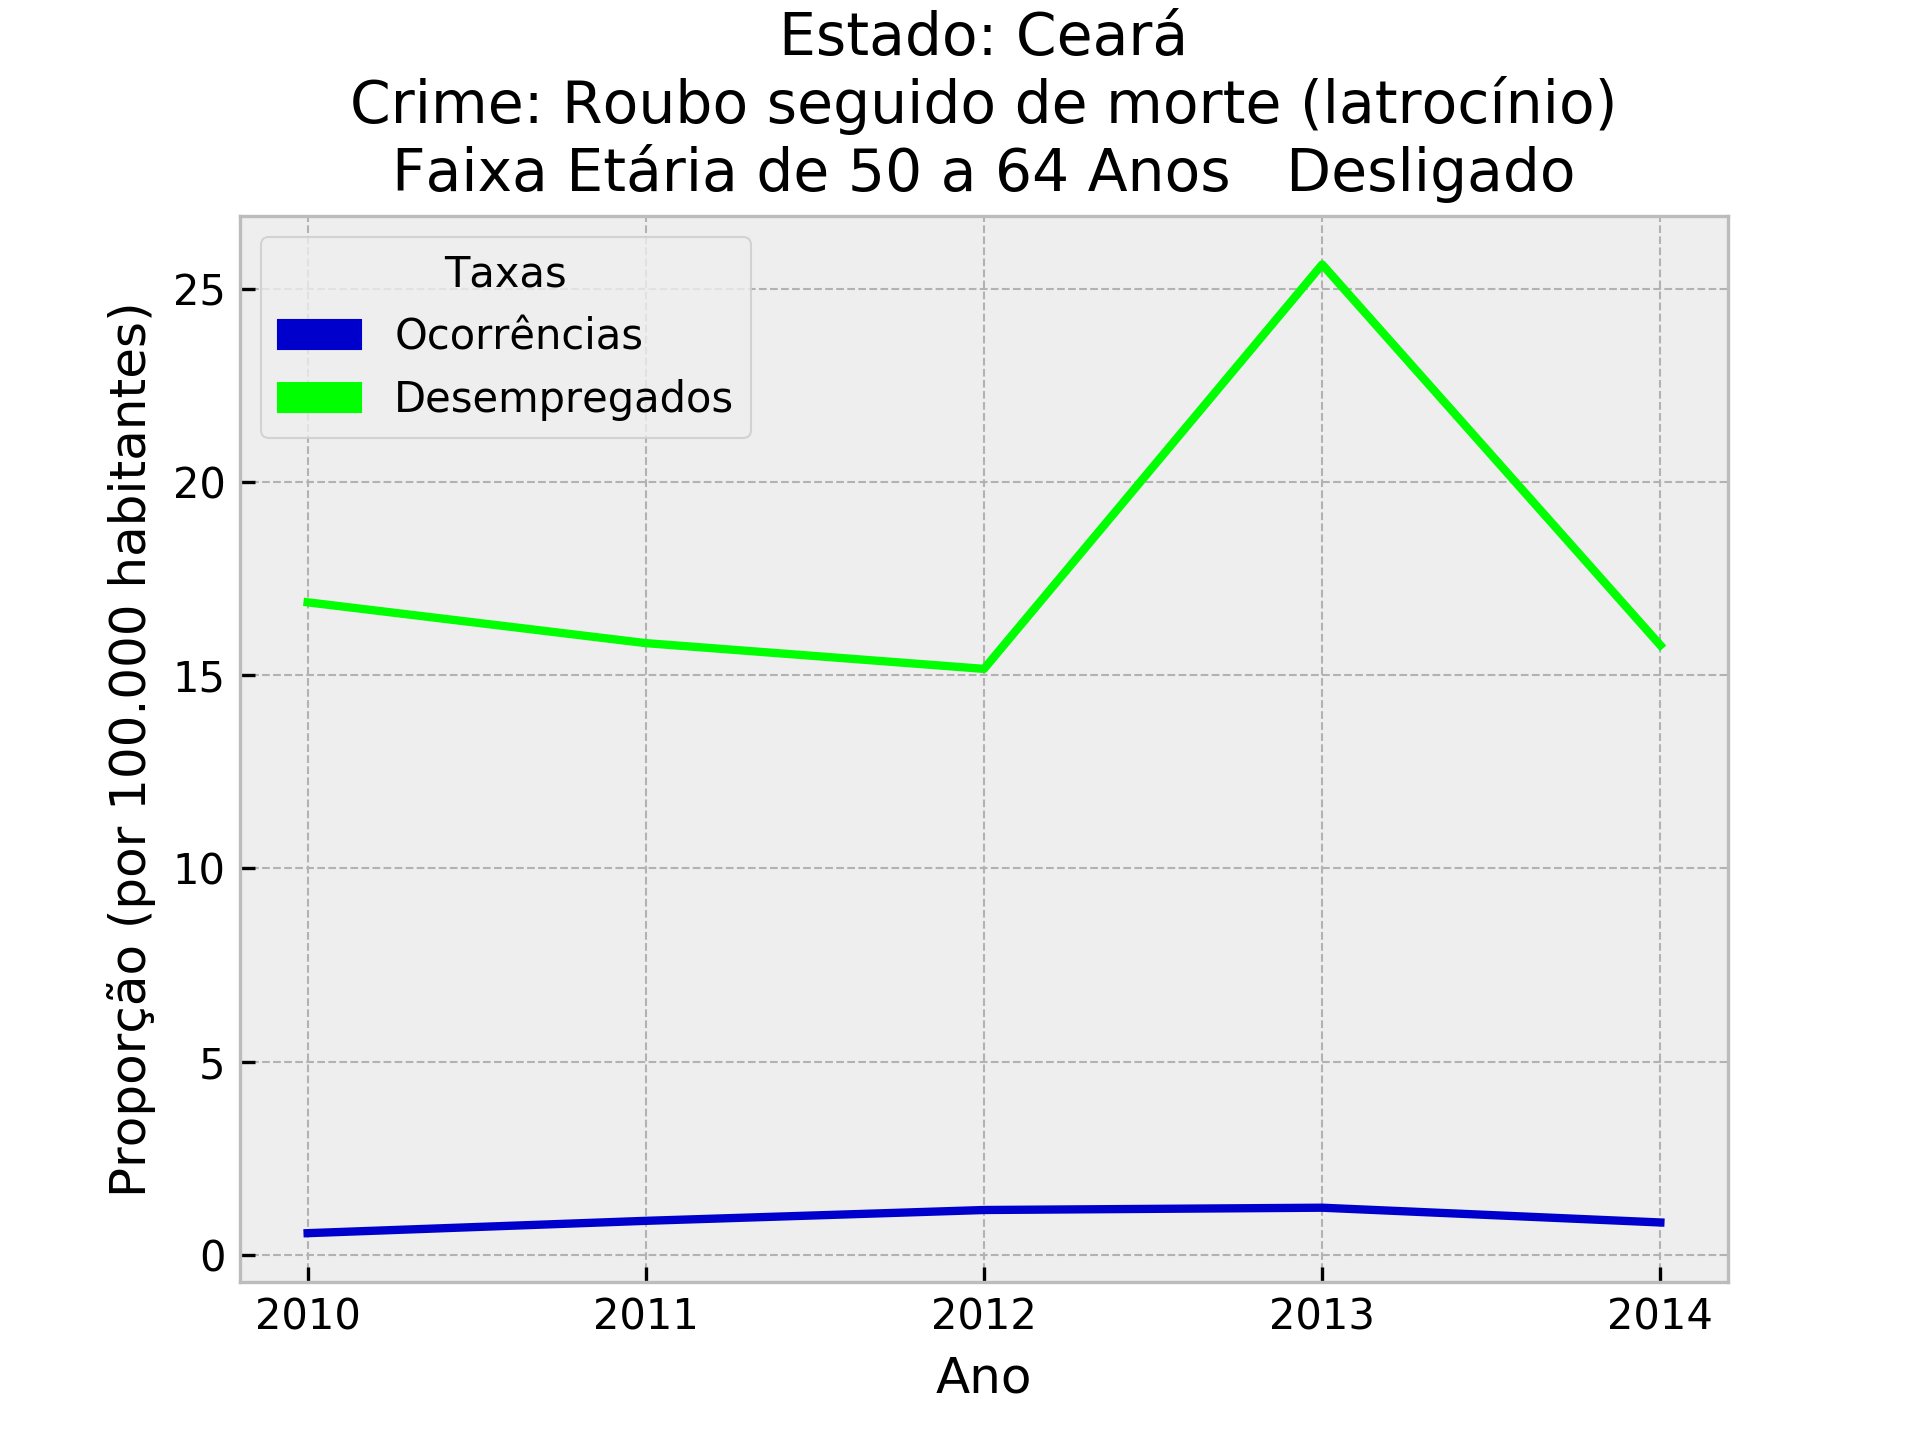 Estado: Ceará
Crime: Roubo seguido de morte (latrocínio)
Faixa Etária de 50 a 64 Anos   Desligado
Taxas
Ocorrências
Desempregados
Proporção (por 100.000 habitantes)
25
20
15
10
5
0
2010 2011 2012 2013 2014
Ano